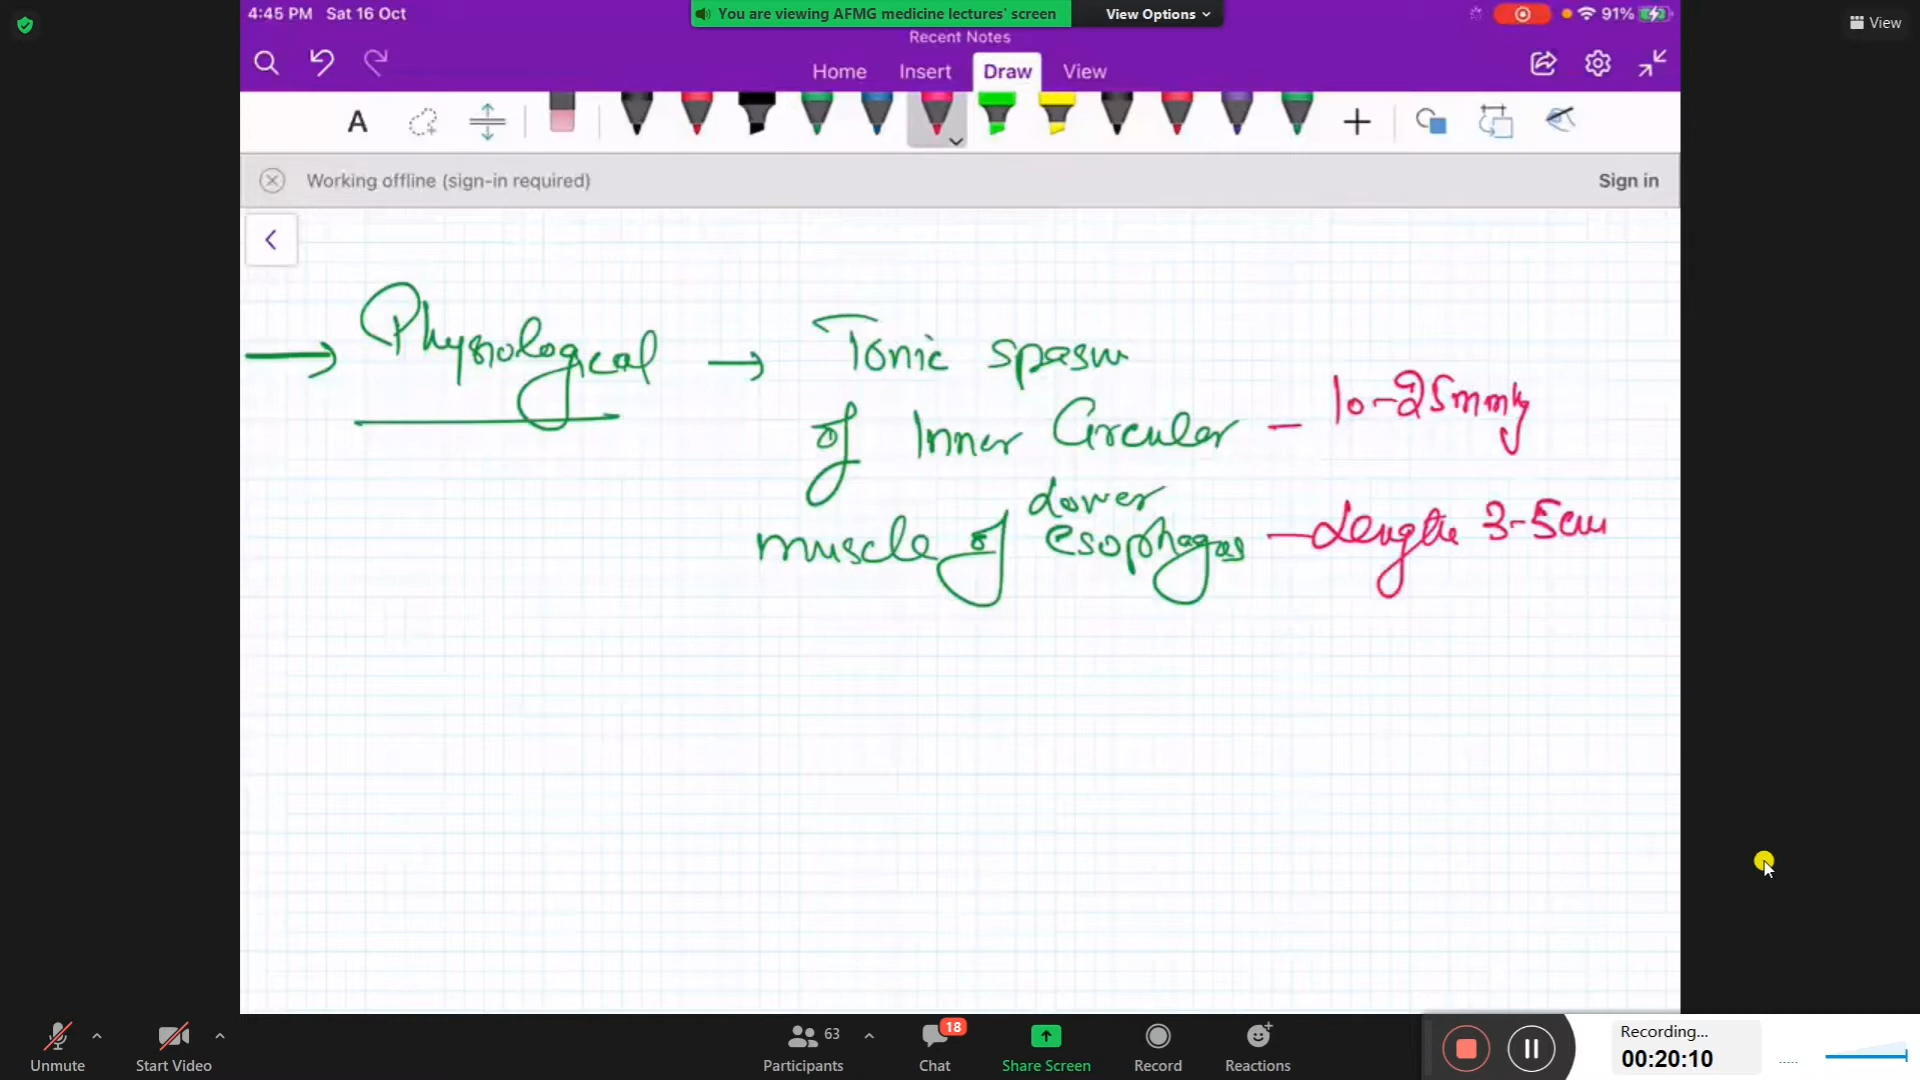 4:45 PM Sat 16 Oct
You are viewing AFMG medicine lectures' screen
View Options
91%
View
Recent Notes
Home Insert Draw View
A
Working offline (sign-in required)
Sign in
Physiological → Tonic spasm
of Inner Circular – 10-25mmHg
lower
muscle of esophagus – Length 3-5cm
63
18
Unmute
Start Video
Participants
Chat
Share Screen
Record
Reactions
Recording...
00:20:10